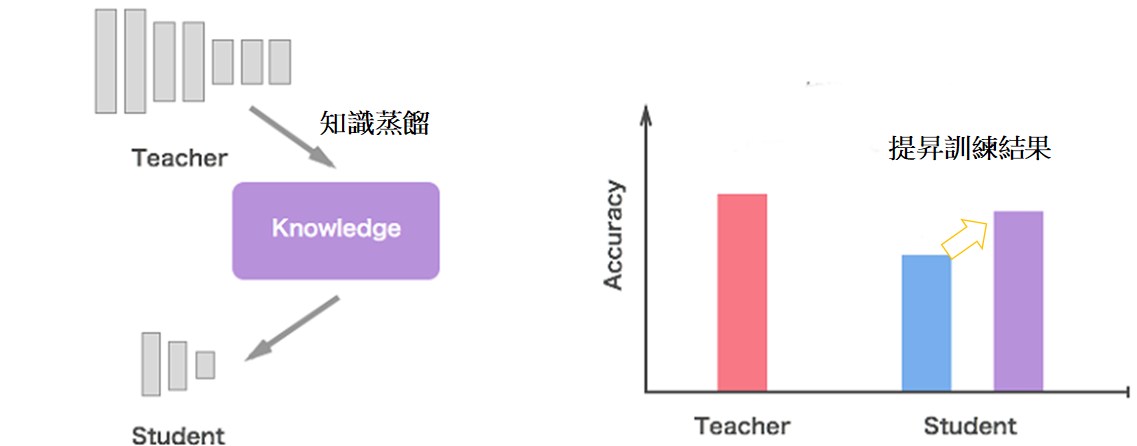 知識蒸餾
Teacher
Knowledge
Student
提昇訓練結果
Accuracy
Teacher
Student